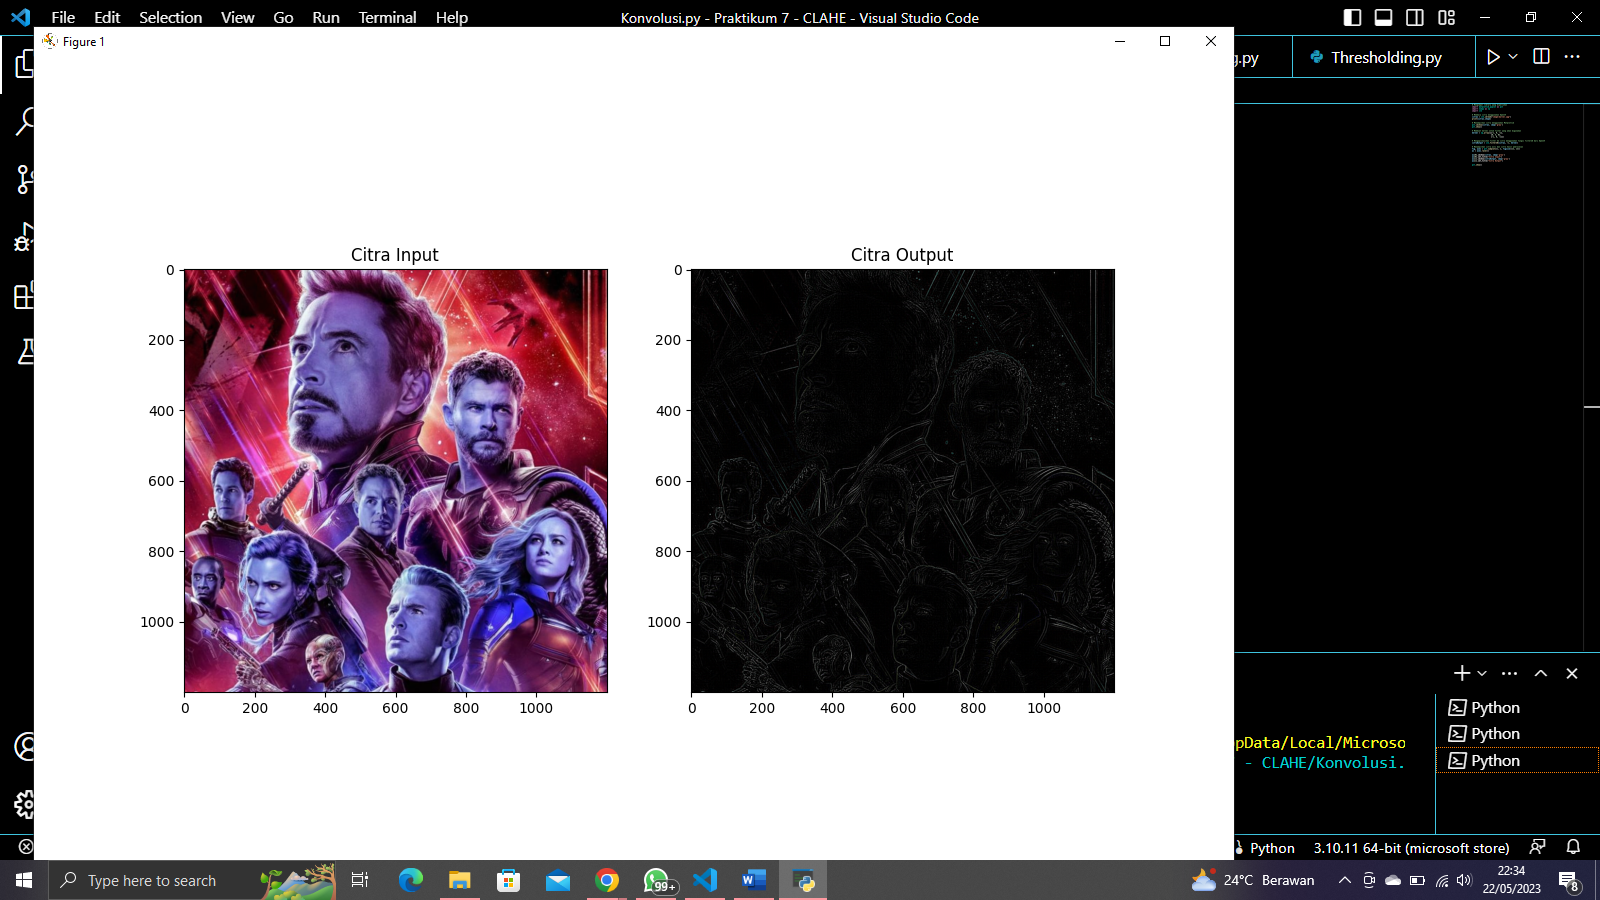 File Edit Selection View Go Run Terminal Help
Konvolusi.py - Praktikum 7 - CLAHE - Visual Studio Code
Figure 1
g.py
Thresholding.py
Citra Input
Citra Output
0
200
400
600
800
1000
0 200 400 600 800 1000
0
200
400
600
800
1000
0 200 400 600 800 1000
Python
Python
Python
ppData/Local/Microso
- CLAHE/Konvolusi.
Python 3.10.11 64-bit (microsoft store)
Type here to search
99+
24°C Berawan
22:34
22/05/2023
8